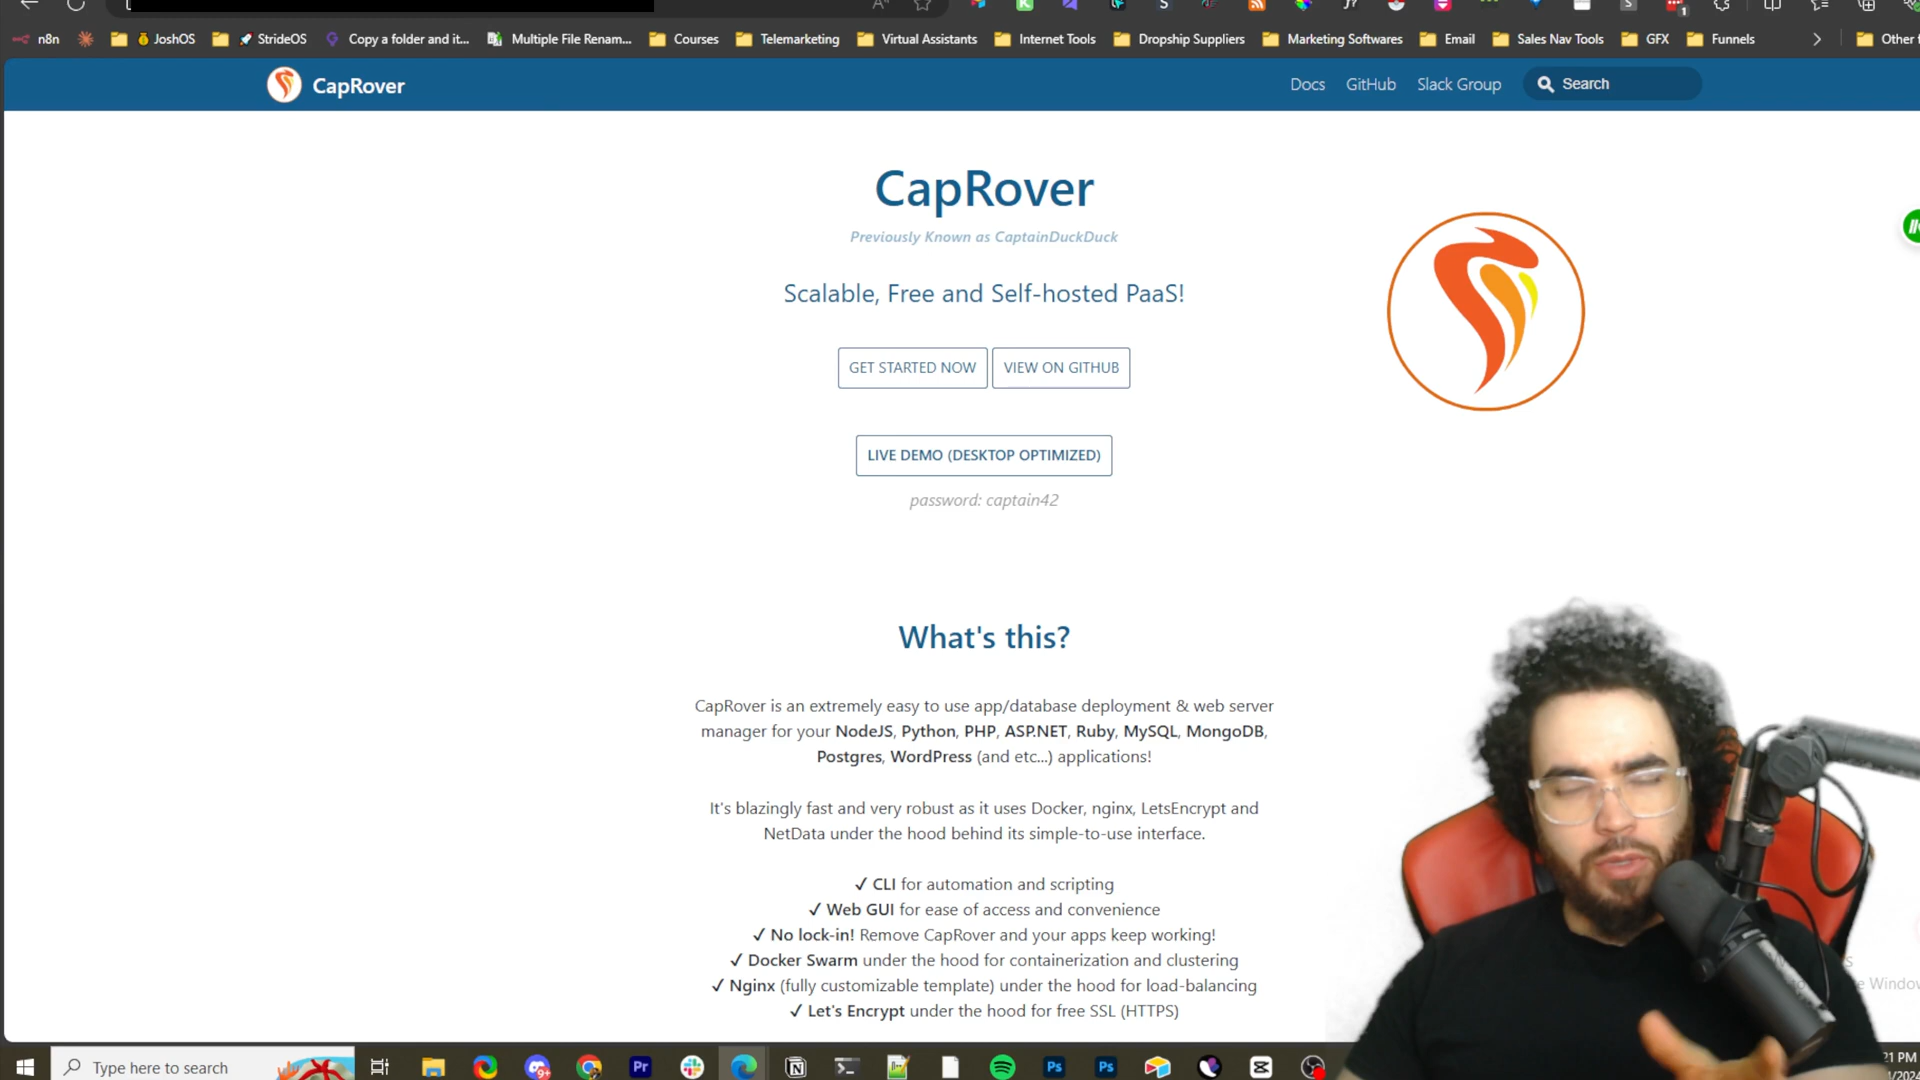 n8n
JoshOS
StrideOS
Copy a folder and it...
Multiple File Renam...
Courses
Telemarketing
Virtual Assistants
Internet Tools
Dropship Suppliers
Marketing Softwares
Email
Sales Nav Tools
GFX
Funnels
Other f
CapRover
Docs
GitHub
Slack Group
Search
CapRover
Previously Known as CaptainDuckDuck
Scalable, Free and Self-hosted PaaS!
GET STARTED NOW
VIEW ON GITHUB
LIVE DEMO (DESKTOP OPTIMIZED)
password: captain42
What's this?
CapRover is an extremely easy to use app/database deployment & web server
manager for your NodeJS, Python, PHP, ASP.NET, Ruby, MySQL, MongoDB,
Postgres, WordPress (and etc...) applications!
It's blazingly fast and very robust as it uses Docker, nginx, LetsEncrypt and
NetData under the hood behind its simple-to-use interface.
✓ CLI for automation and scripting
✓ Web GUI for ease of access and convenience
✓ No lock-in! Remove CapRover and your apps keep working!
✓ Docker Swarm under the hood for containerization and clustering
✓ Nginx (fully customizable template) under the hood for load-balancing
✓ Let's Encrypt under the hood for free SSL (HTTPS)
Type here to search
9+
Pr
Ps
Ps
21 PM